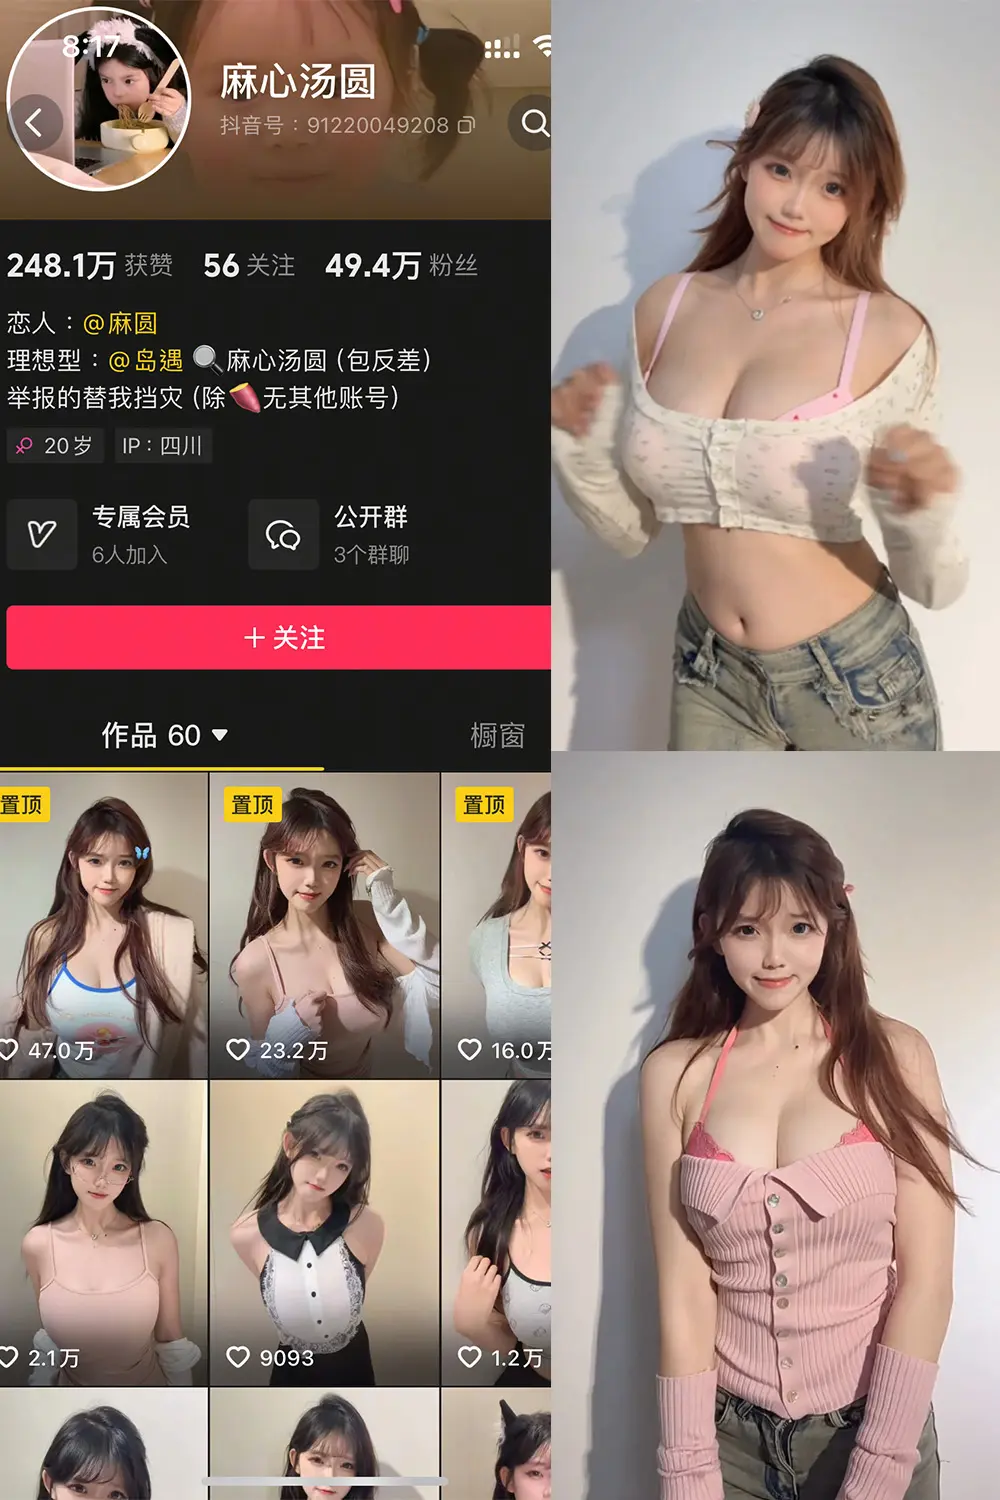 8:17
麻心汤圆
抖音号：91220049208
248.1万 获赞 56 关注 49.4万 粉丝
恋人：@麻圆
理想型：@岛遇 🔍麻心汤圆 (包反差)
举报的替我挡灾 (除🍠无其他账号)
20岁 IP：四川
专属会员 公开群
6人加入 3个群聊
+ 关注
作品 60 橱窗
置顶 置顶 置顶
47.0万 23.2万 16.0万
2.1万 9093 1.2万